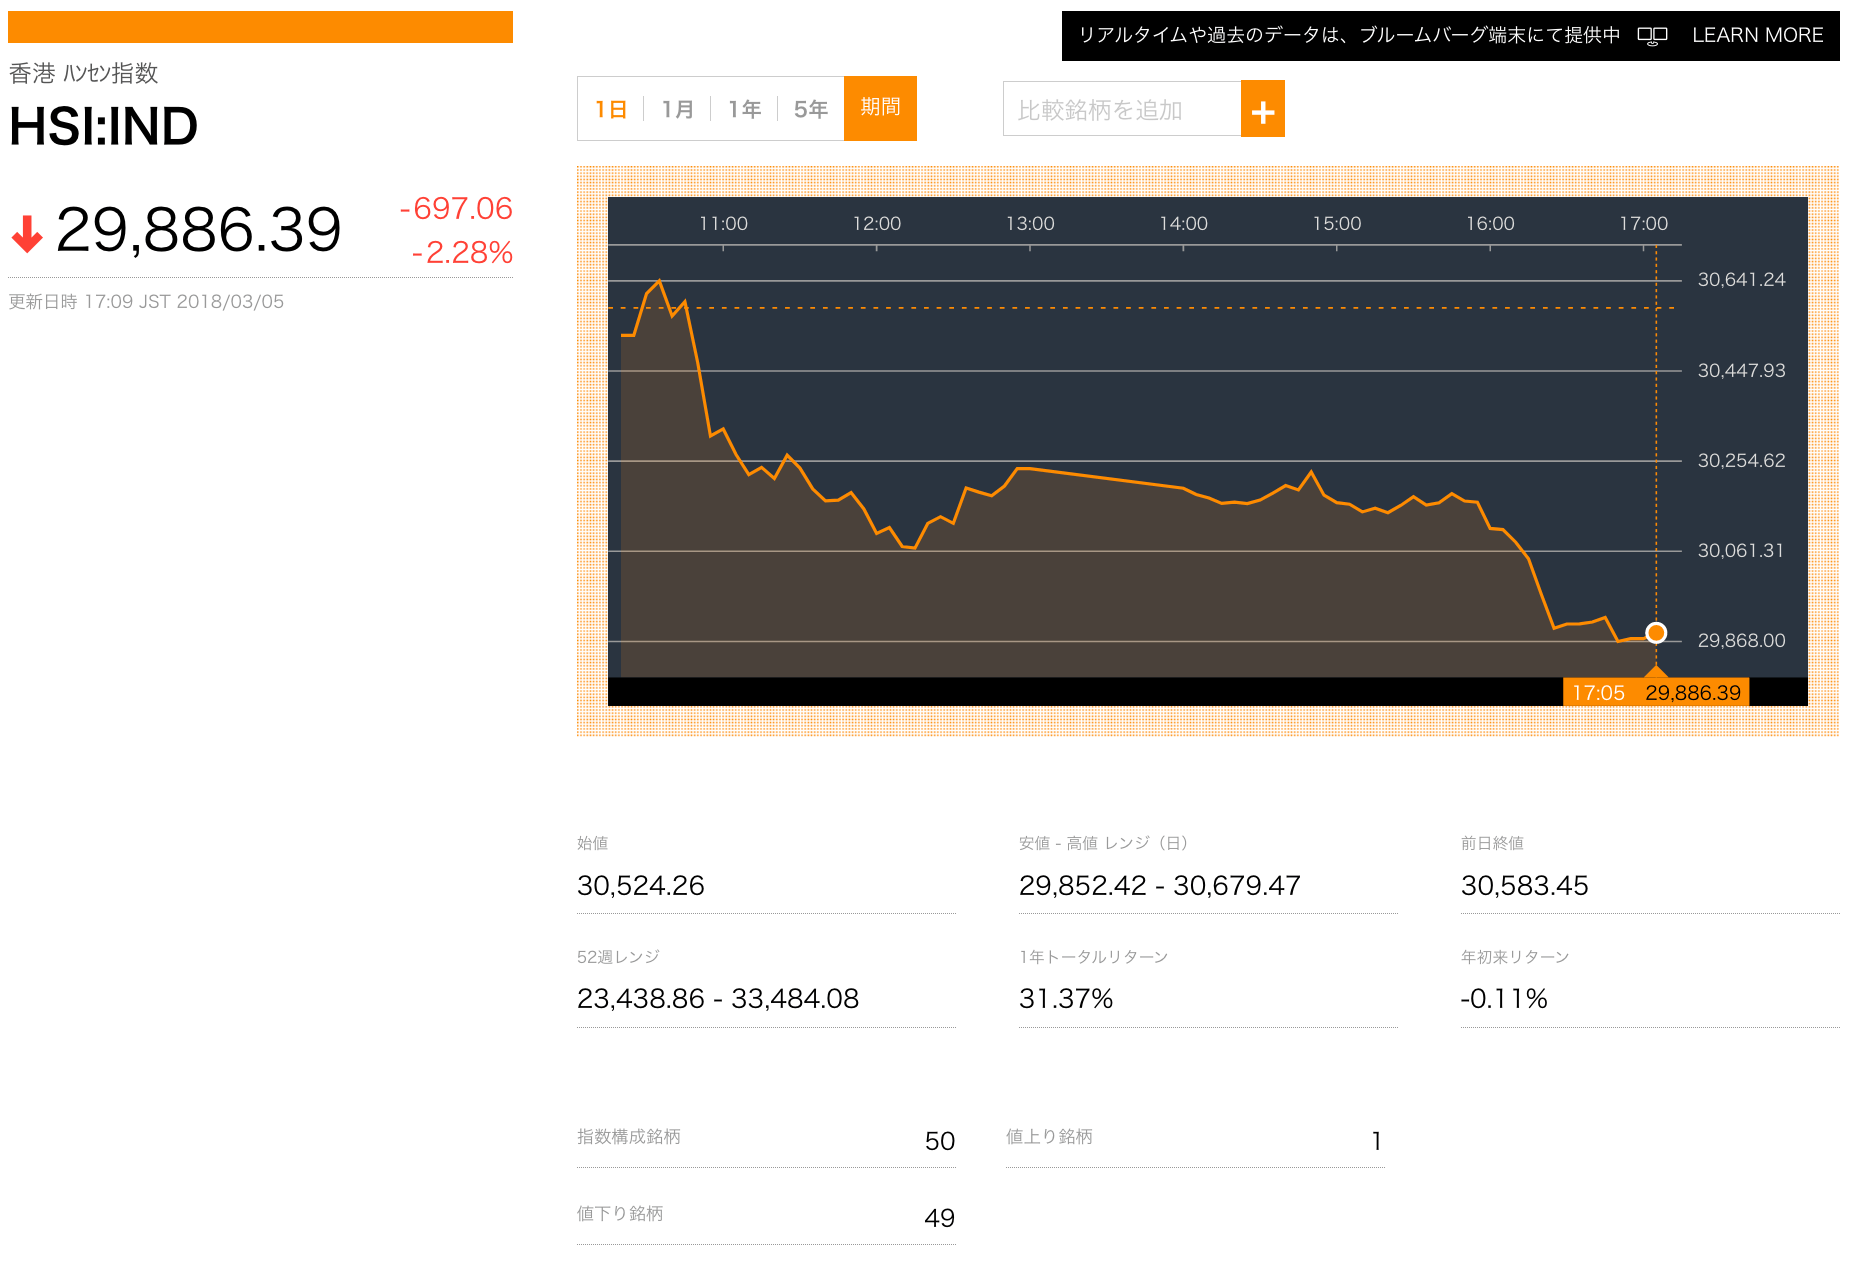 リアルタイムや過去のデータは、ブルームバーグ端末にて提供中 LEARN MORE
香港 ﾊﾝｾﾝ指数
HSI:IND
29,886.39
-697.06
-2.28%
更新日時 17:09 JST 2018/03/05
1日 1月 1年 5年 期間
比較銘柄を追加 +
11:00 12:00 13:00 14:00 15:00 16:00 17:00
30,641.24
30,447.93
30,254.62
30,061.31
29,868.00
17:05 29,886.39
始値
30,524.26
安値 - 高値 レンジ（日）
29,852.42 - 30,679.47
前日終値
30,583.45
52週レンジ
23,438.86 - 33,484.08
1年トータルリターン
31.37%
年初来リターン
-0.11%
指数構成銘柄 50
値上り銘柄 1
値下り銘柄 49